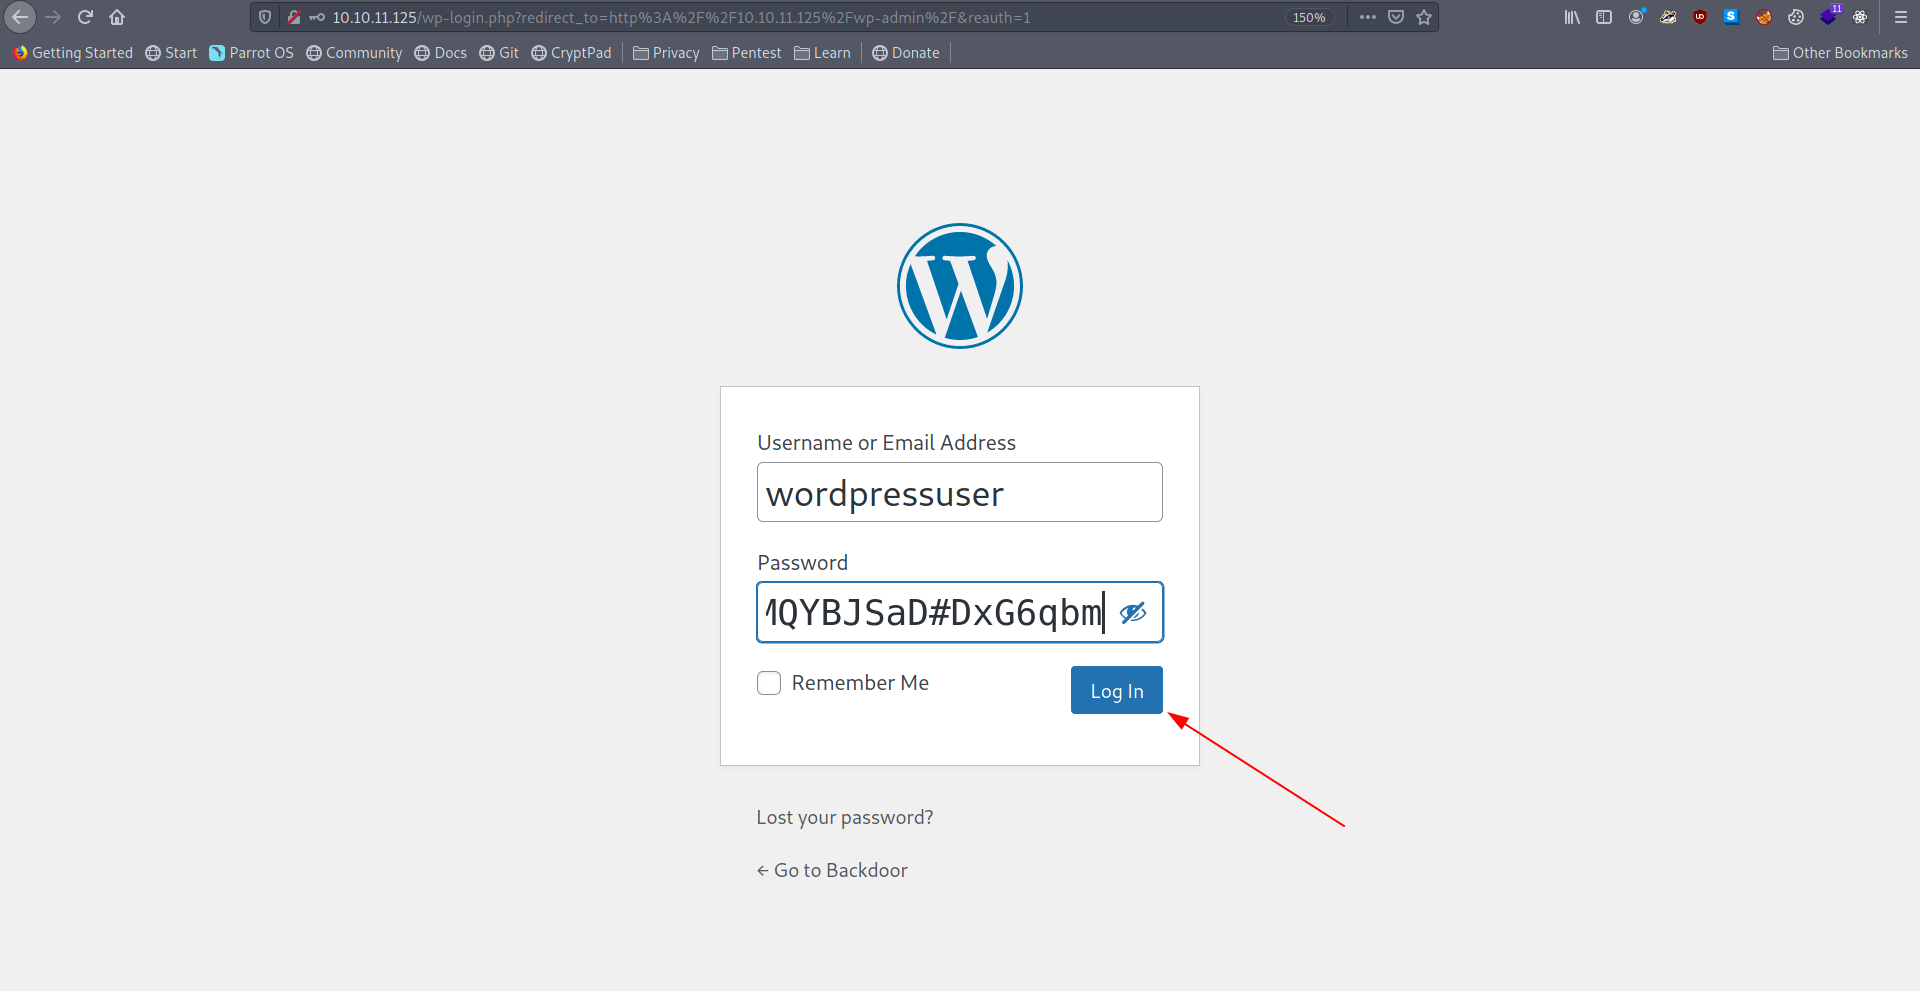 10.10.11.125/wp-login.php?redirect_to=http%3A%2F%2F10.10.11.125%2Fwp-admin%2F&reauth=1 150% 11
Getting Started Start Parrot OS Community Docs Git CryptPad Privacy Pentest Learn Donate Other Bookmarks
Username or Email Address
wordpressuser
Password
MQYBJSaD#DxG6qbm
Remember Me Log In
Lost your password?
← Go to Backdoor